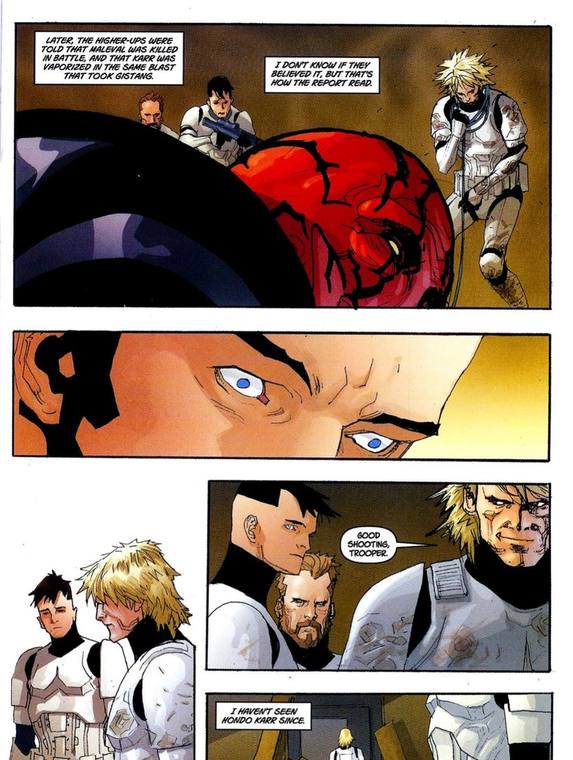 LATER, THE HIGHER-UPS WERE
TOLD THAT MALEVAL WAS KILLED
IN BATTLE, AND THAT KARR WAS
VAPORIZED IN THE SAME BLAST
THAT TOOK GISTANG.
I DON'T KNOW IF THEY
BELIEVED IT, BUT THAT'S
HOW THE REPORT READ.
GOOD
SHOOTING,
TROOPER.
I HAVEN'T SEEN
HONDO KARR SINCE.